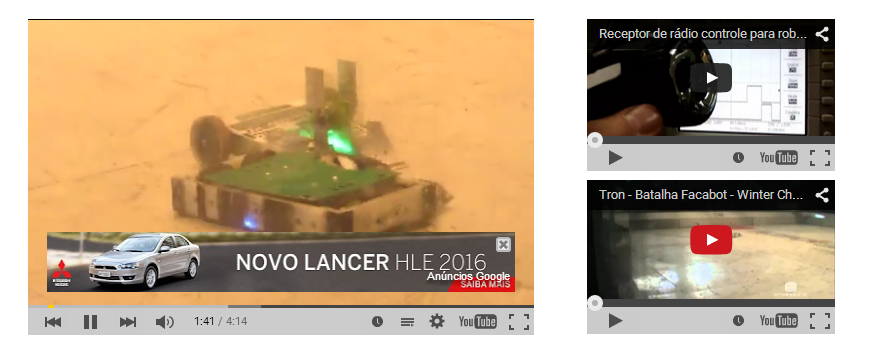 NOVO LANCER HLE 2016
Anúncios Google
SAIBA MAIS
1:41 / 4:14
YouTube
Receptor de rádio controle para rob...
YouTube
Tron - Batalha Facabot - Winter Ch...
YouTube